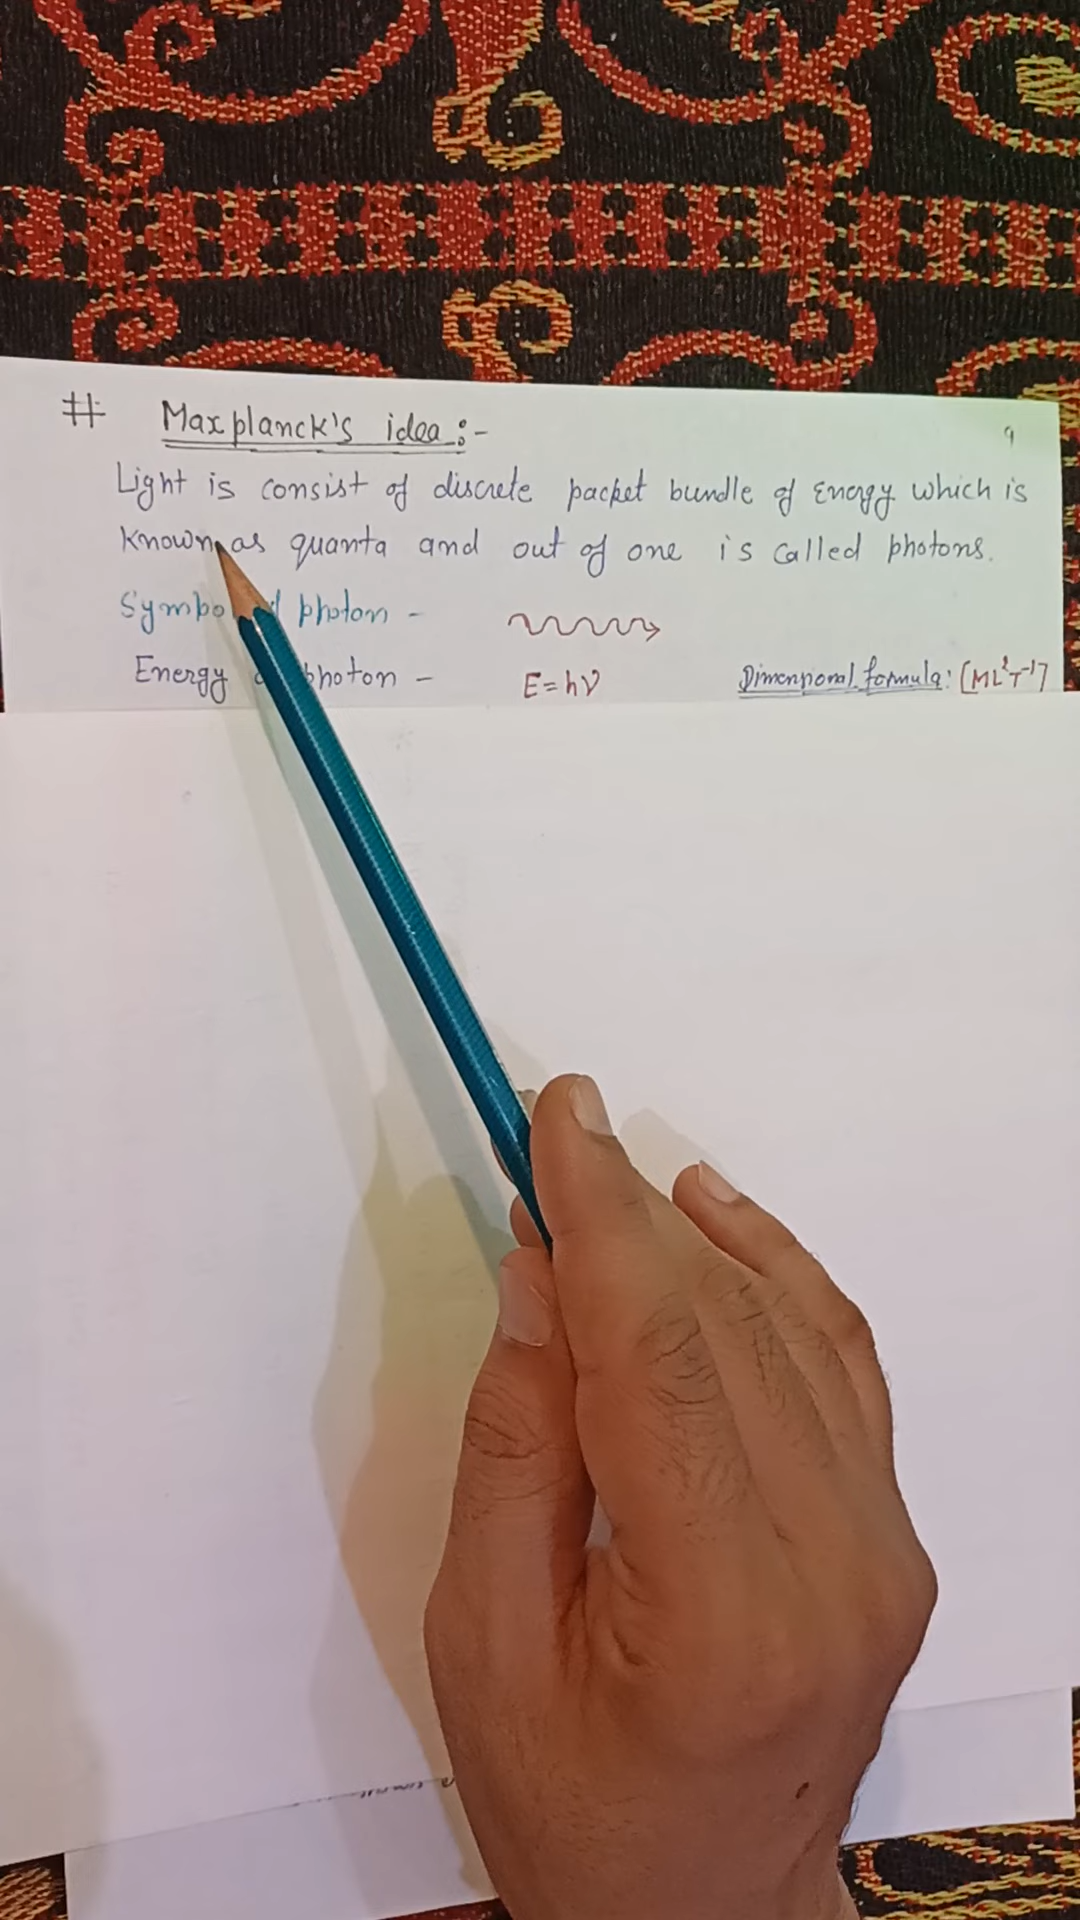 # Maxplanck's idea :-
9
Light is consist of discrete packet bundle of Energy which is
known as quanta and out of one is called photons.
Symbo photon -
Energy photon - E = hν Dimensional formula: [ML²T⁻¹]